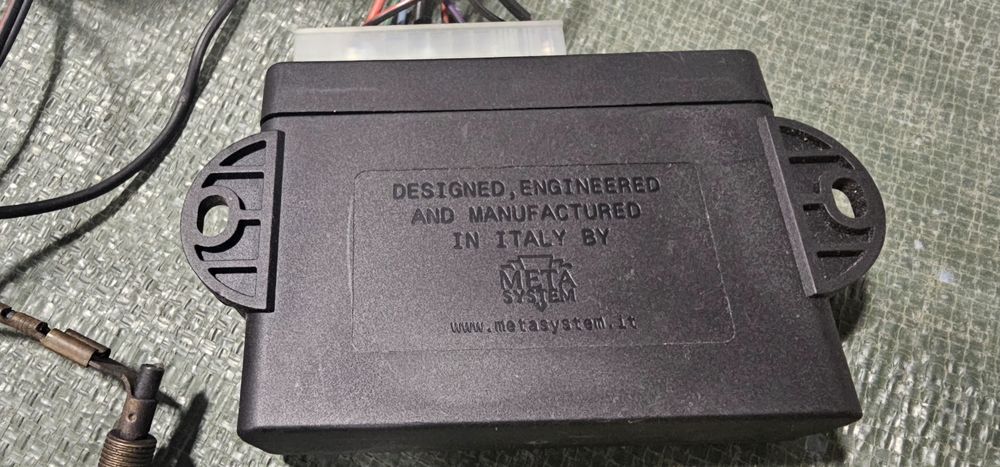 DESIGNED, ENGINEERED
AND MANUFACTURED
IN ITALY BY
META
SYSTEM
www.metasystem.it